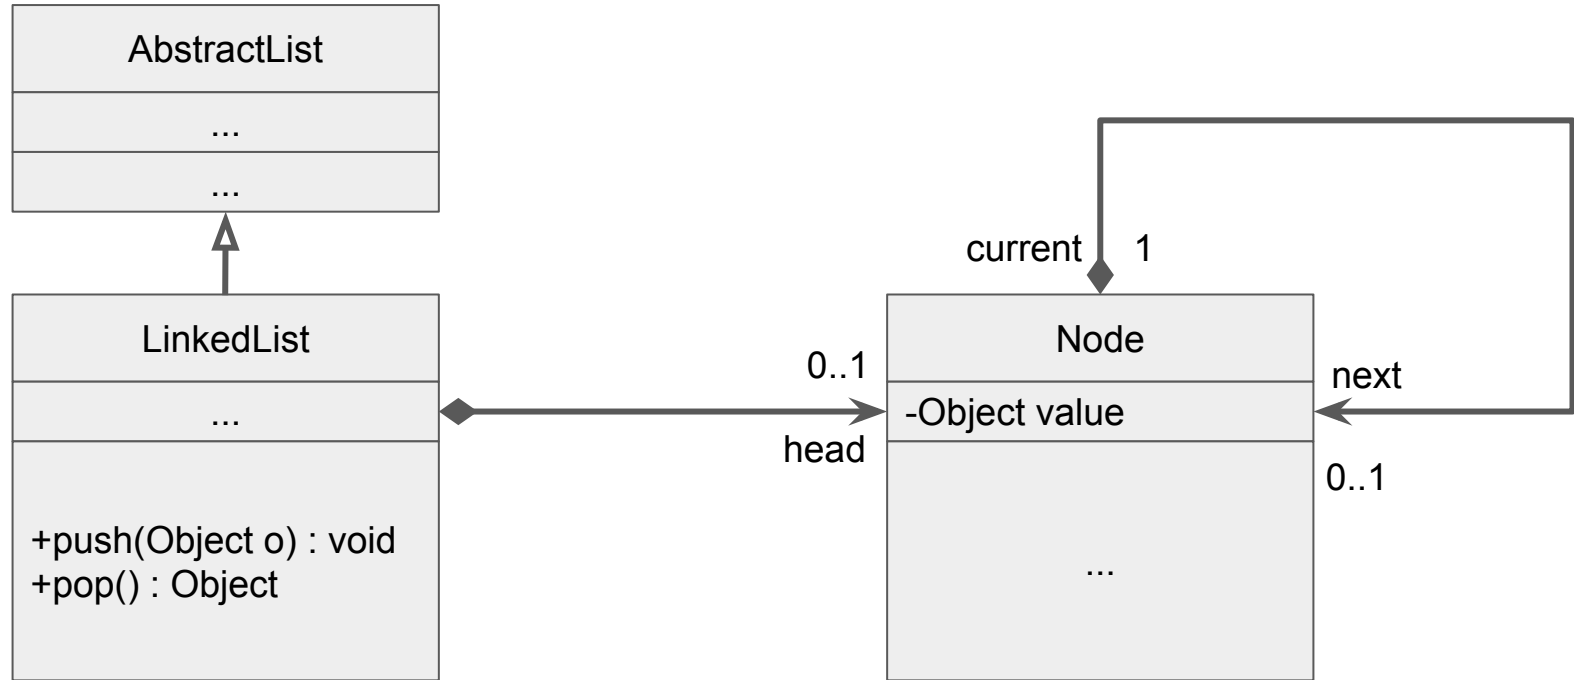 AbstractList
...
...
LinkedList
...
+push(Object o) : void
+pop() : Object
0..1
head
current
1
Node
-Object value
...
next
0..1